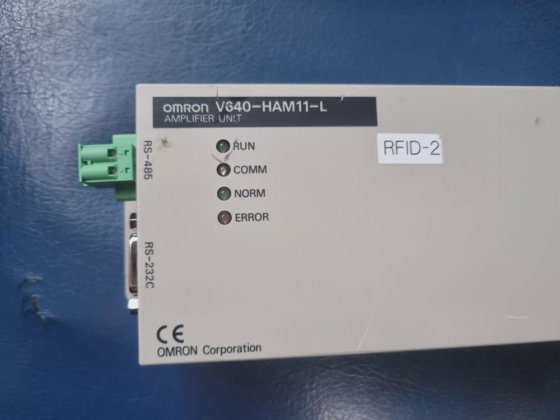 OMRON V640-HAM11-L
AMPLIFIER UNIT
RUN
COMM
NORM
ERROR
RFID-2
RS-485
RS-232C
CE
OMRON Corporation